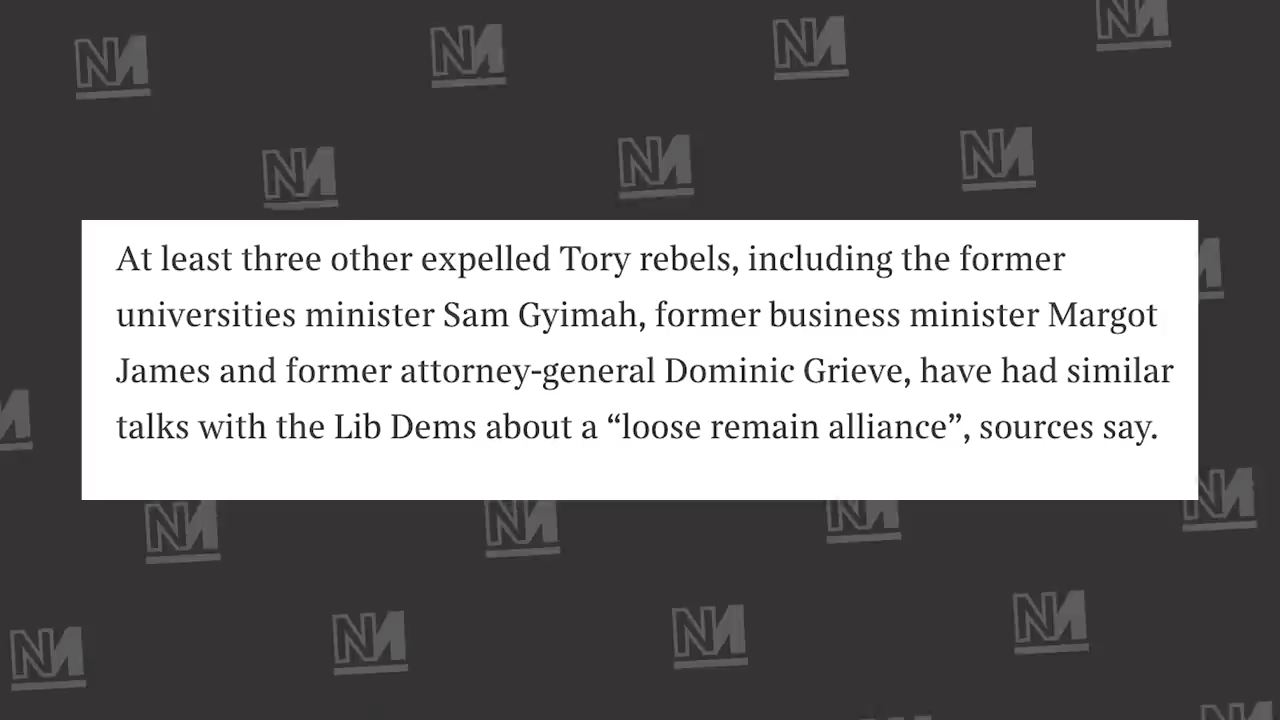 At least three other expelled Tory rebels, including the former
universities minister Sam Gyimah, former business minister Margot
James and former attorney-general Dominic Grieve, have had similar
talks with the Lib Dems about a “loose remain alliance”, sources say.